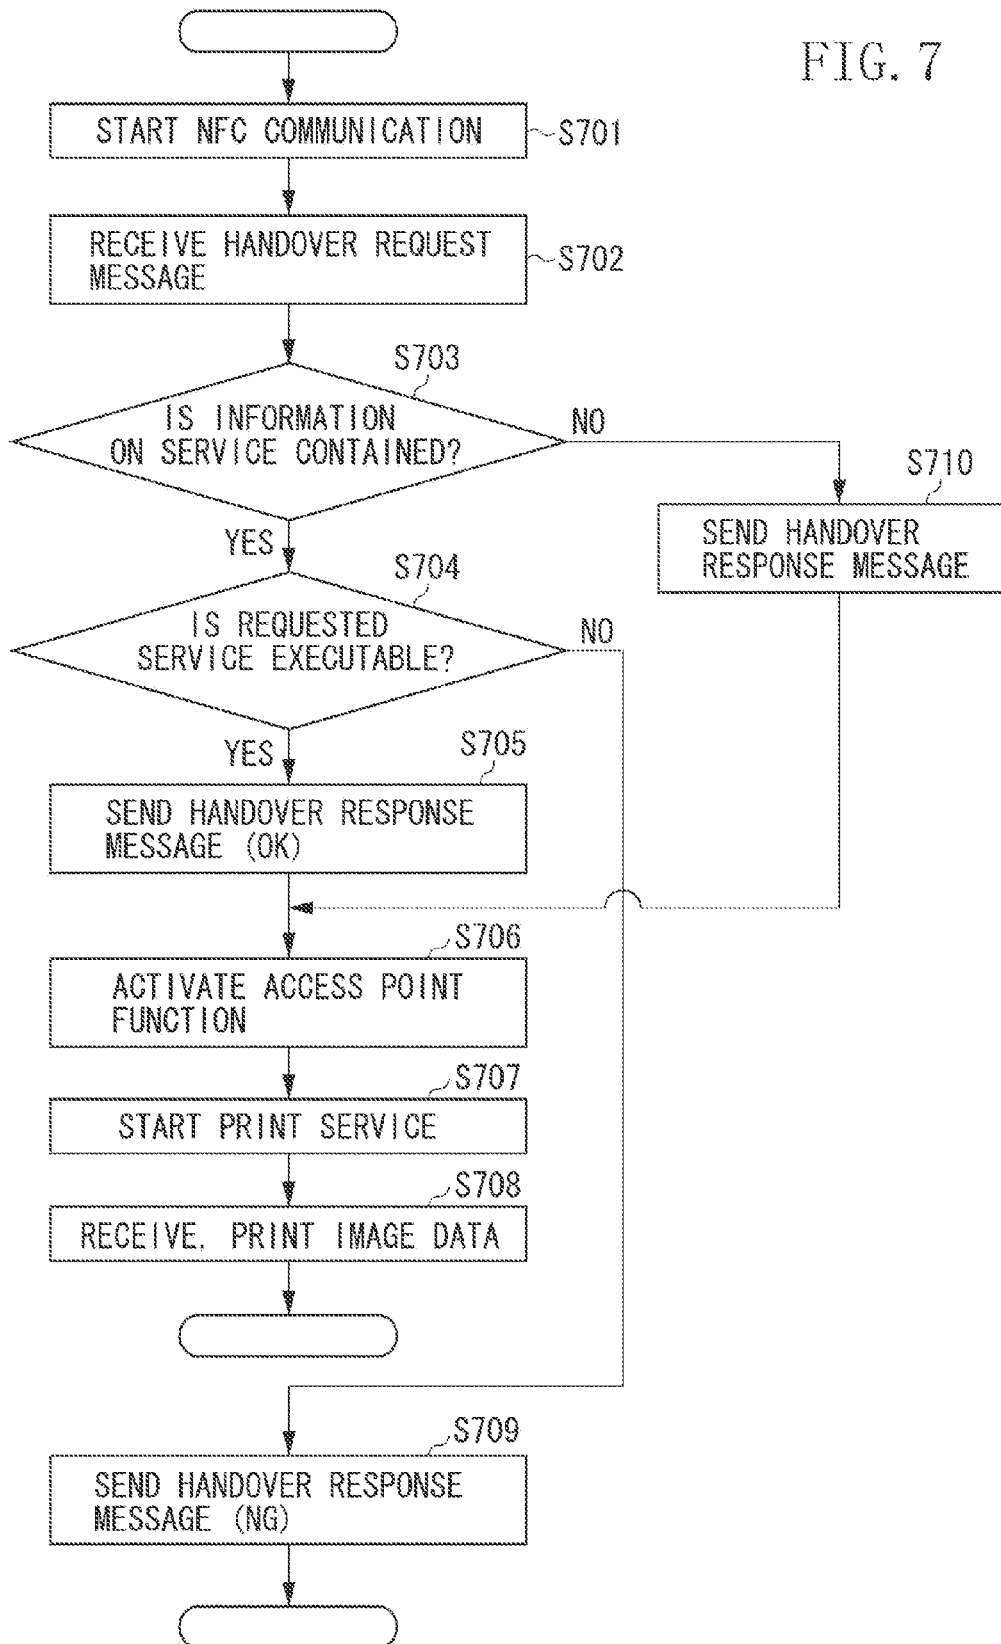 FIG. 7
START NFC COMMUNICATION
S701
RECEIVE HANDOVER REQUEST
MESSAGE
S702
S703
IS INFORMATION
ON SERVICE CONTAINED?
NO
YES
S710
SEND HANDOVER
RESPONSE MESSAGE
S704
IS REQUESTED
SERVICE EXECUTABLE?
NO
YES
S705
SEND HANDOVER RESPONSE
MESSAGE (OK)
S706
ACTIVATE ACCESS POINT
FUNCTION
S707
START PRINT SERVICE
S708
RECEIVE. PRINT IMAGE DATA
S709
SEND HANDOVER RESPONSE
MESSAGE (NG)